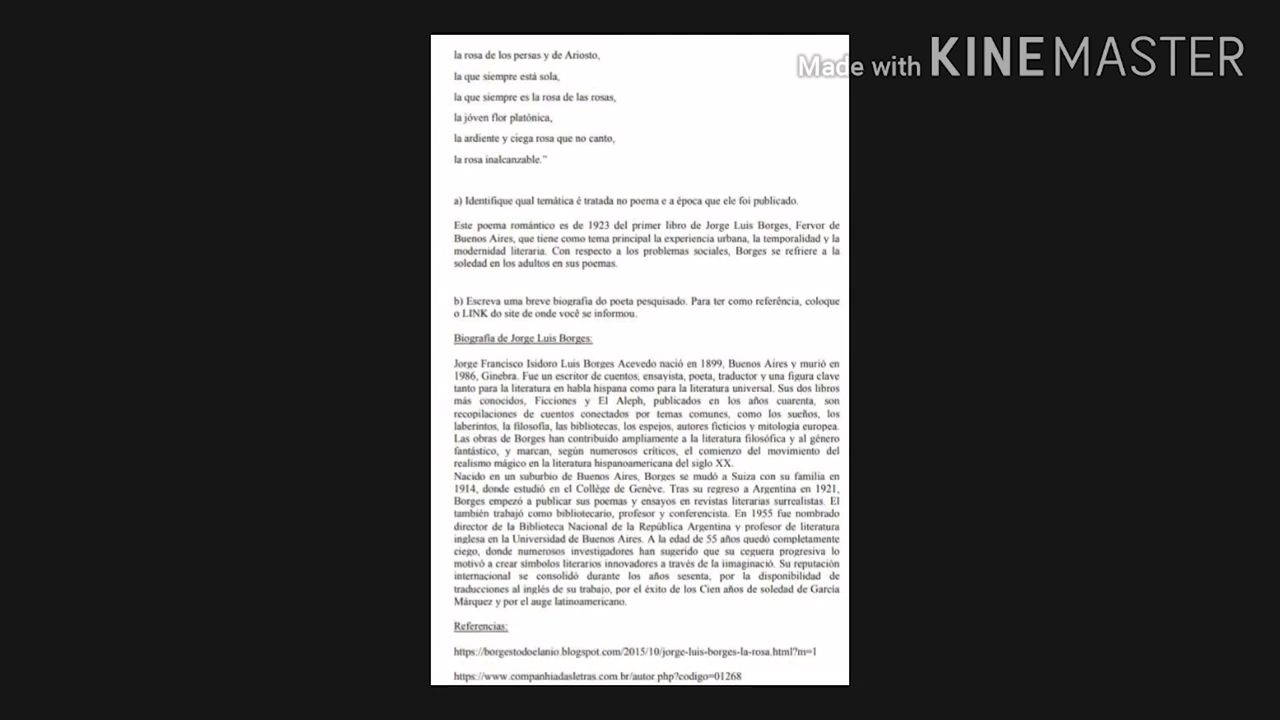 la rosa de los persas y de Ariosto,
Made with KINEMASTER
la que siempre está sola,
la que siempre es la rosa de las rosas,
la jóven flor platónica,
la ardiente y ciega rosa que no canto,
la rosa inalcanzable."
a) Identifique qual temática é tratada no poema e a época que ele foi publicado.
Este poema romántico es de 1923 del primer libro de Jorge Luis Borges, Fervor de
Buenos Aires, que tiene como tema principal la experiencia urbana, la temporalidad y la
modernidad literaria. Con respecto a los problemas sociales, Borges se refriere a la
soledad en los adultos en sus poemas.
b) Escreva uma breve biografia do poeta pesquisado. Para ter como referência, coloque
o LINK do site de onde você se informou.
Biografía de Jorge Luis Borges:
Jorge Francisco Isidoro Luis Borges Acevedo nació en 1899, Buenos Aires y murió en
1986, Ginebra. Fue un escritor de cuentos, ensayista, poeta, traductor y una figura clave
tanto para la literatura en habla hispana como para la literatura universal. Sus dos libros
más conocidos, Ficciones y El Aleph, publicados en los años cuarenta, son
recopilaciones de cuentos conectados por temas comunes, como los sueños, los
laberintos, la filosofía, las bibliotecas, los espejos, autores ficticios y mitología europea.
Las obras de Borges han contribuido ampliamente a la literatura filosófica y al género
fantástico, y marcan, según numerosos críticos, el comienzo del movimiento del
realismo mágico en la literatura hispanoamericana del siglo XX.
Nacido en un suburbio de Buenos Aires, Borges se mudó a Suiza con su familia en
1914, donde estudió en el Collège de Genève. Tras su regreso a Argentina en 1921,
Borges empezó a publicar sus poemas y ensayos en revistas literarias surrealistas. El
también trabajó como bibliotecario, profesor y conferencista. En 1955 fue nombrado
director de la Biblioteca Nacional de la República Argentina y profesor de literatura
inglesa en la Universidad de Buenos Aires. A la edad de 55 años quedó completamente
ciego, donde numerosos investigadores han sugerido que su ceguera progresiva lo
motivó a crear símbolos literarios innovadores a través de la iimaginació. Su reputación
internacional se consolidó durante los años sesenta, por la disponibilidad de
traducciones al inglés de su trabajo, por el éxito de los Cien años de soledad de García
Márquez y por el auge latinoamericano.
Referencias:
https://borgestodoelanio.blogspot.com/2015/10/jorge-luis-borges-la-rosa.html?m=1
https://www.companhiadasletras.com.br/autor.php?codigo=01268